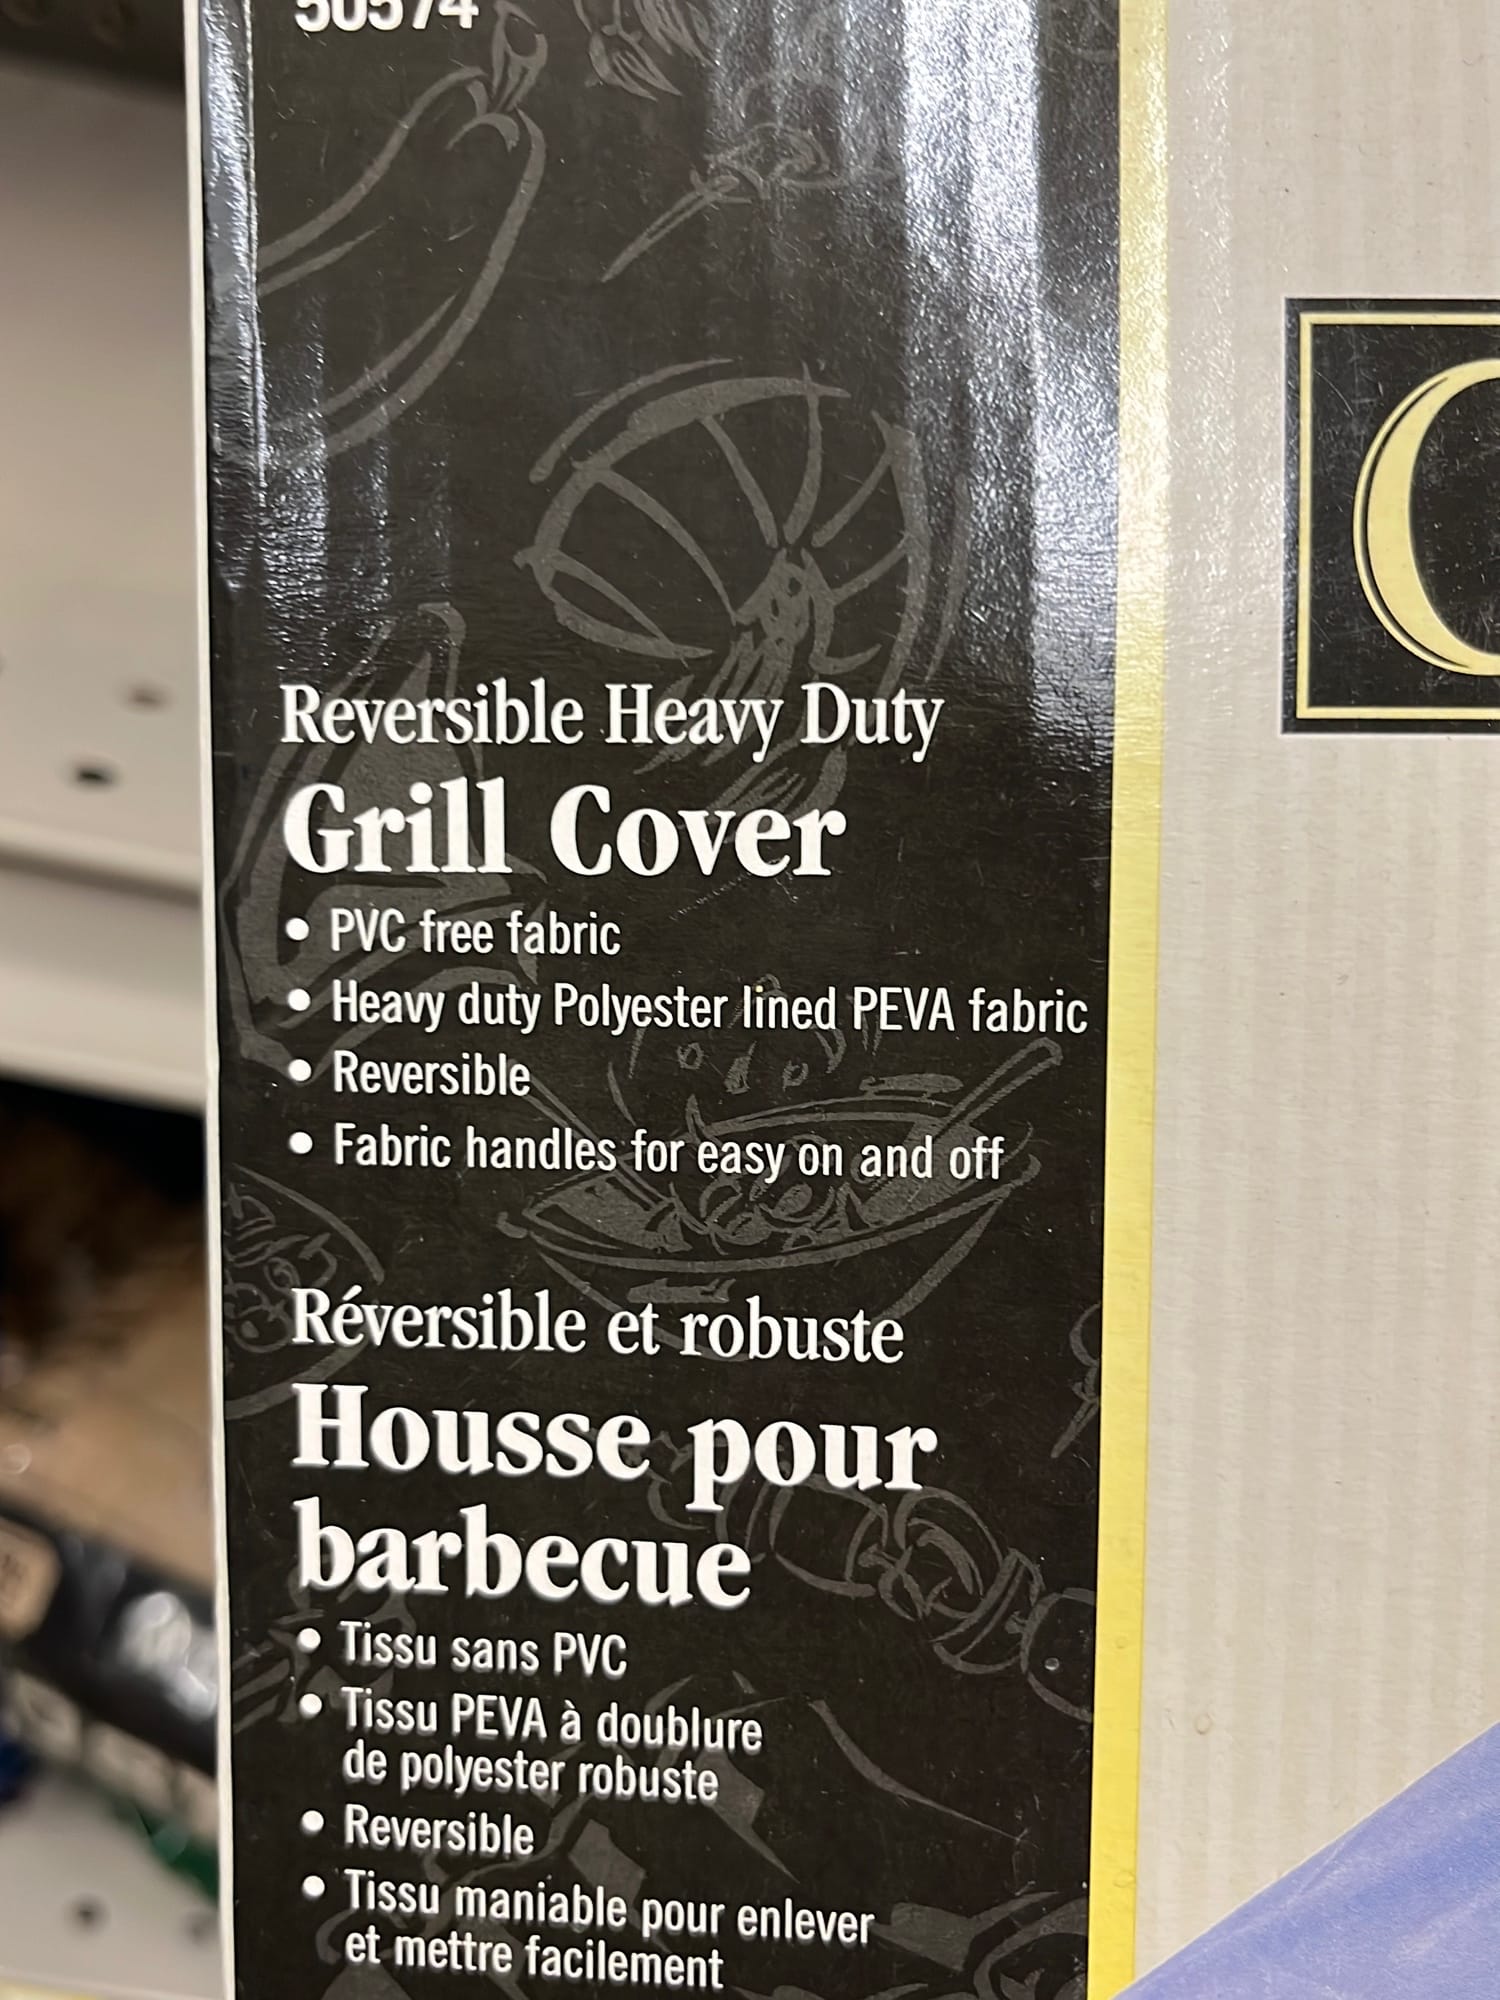 50574
Reversible Heavy Duty
Grill Cover
• PVC free fabric
• Heavy duty Polyester lined PEVA fabric
• Reversible
• Fabric handles for easy on and off
Réversible et robuste
Housse pour
barbecue
• Tissu sans PVC
• Tissu PEVA à doublure
de polyester robuste
• Reversible
• Tissu maniable pour enlever
et mettre facilement